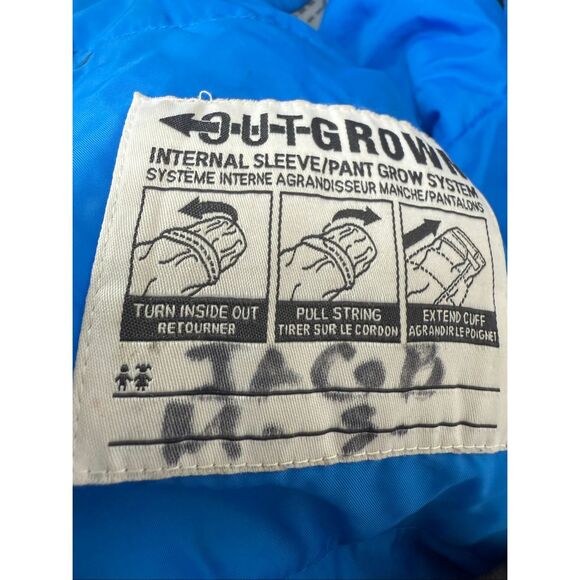 OUTGROWN
INTERNAL SLEEVE/PANT GROW SYSTEM
SYSTÈME INTERNE AGRANDISSEUR MANCHE/PANTALONS
TURN INSIDE OUT
RETOURNER
PULL STRING
TIRER SUR LE CORDON
EXTEND CUFF
AGRANDIR LE POIGNET
JACOB